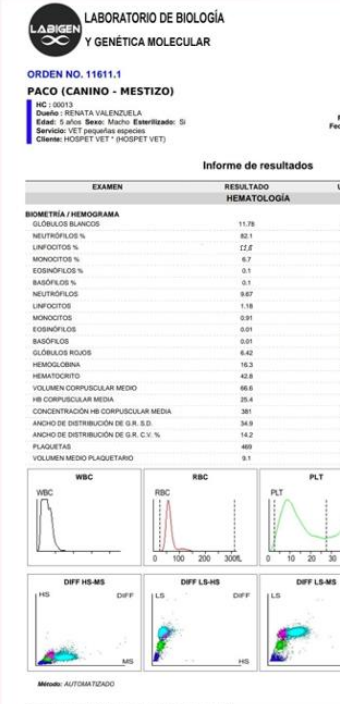 LABIGEN
LABORATORIO DE BIOLOGÍA
Y GENÉTICA MOLECULAR
ORDEN NO. 11611.1
PACO (CANINO - MESTIZO)
HC : 00013
Dueño : RENATA VALENZUELA
Edad: 5 años Sexo: Macho Esterilizado: Si
Servicio: VET pequeñas especies
Cliente: HOSPET VET * (HOSPET VET)
Fec
Informe de resultados
EXAMEN RESULTADO U
HEMATOLOGÍA
BIOMETRÍA / HEMOGRAMA
GLÓBULOS BLANCOS 11.78
NEUTRÓFILOS % 82.1
LINFOCITOS %
MONOCITOS % 6.7
EOSINÓFILOS % 0.1
BASÓFILOS % 0.1
NEUTRÓFILOS 9.67
LINFOCITOS 1.18
MONOCITOS 0.91
EOSINÓFILOS 0.01
BASÓFILOS 0.01
GLÓBULOS ROJOS 6.42
HEMOGLOBINA 16.3
HEMATOCRITO 42.8
VOLUMEN CORPUSCULAR MEDIO 66.6
HB CORPUSCULAR MEDIA 25.4
CONCENTRACIÓN HB CORPUSCULAR MEDIA 381
ANCHO DE DISTRIBUCIÓN DE G.R. S.D. 34.9
ANCHO DE DISTRIBUCIÓN DE G.R. C.V. % 14.2
PLAQUETAS 469
VOLUMEN MEDIO PLAQUETARIO 9.1
WBC RBC PLT
WBC RBC PLT
0 100 200 300fL 0 10 20 30
DIFF HS-MS DIFF LS-HS DIFF LS-MS
HS DIFF LS DIFF LS
MS HS
Método: AUTOMATIZADO